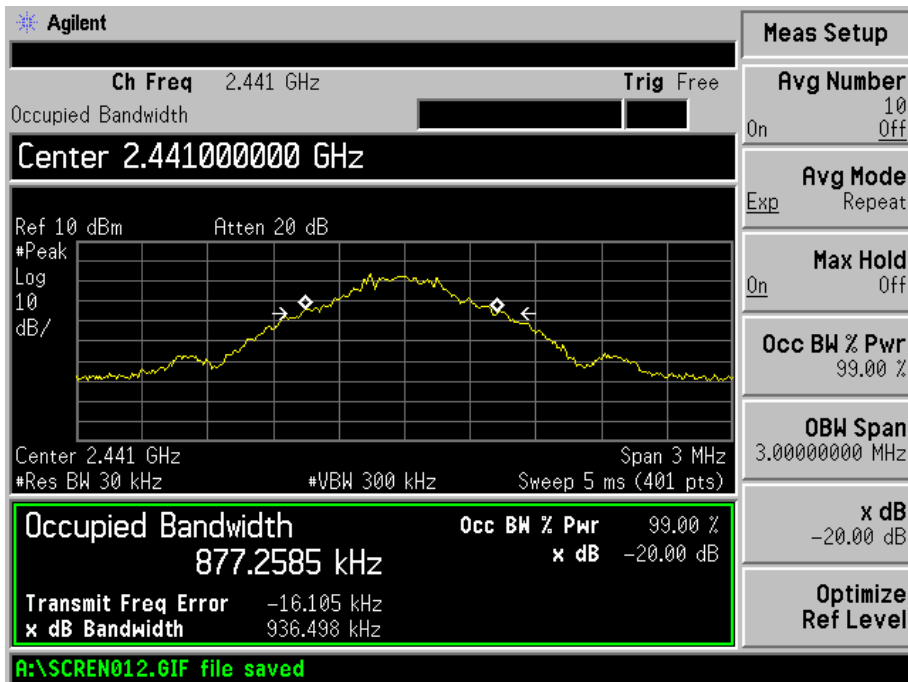 Agilent
Ch Freq 2.441 GHz Trig Free
Occupied Bandwidth
Center 2.441000000 GHz
Ref 10 dBm Atten 20 dB
#Peak
Log
10
dB/
Center 2.441 GHz Span 3 MHz
#Res BW 30 kHz #VBW 300 kHz Sweep 5 ms (401 pts)
Occupied Bandwidth Occ BW % Pwr 99.00 %
877.2585 kHz x dB -20.00 dB
Transmit Freq Error -16.105 kHz
x dB Bandwidth 936.498 kHz
A:\SCREN012.GIF file saved
Meas Setup
Avg Number
10
On Off
Avg Mode
Exp Repeat
Max Hold
On Off
Occ BW % Pwr
99.00 %
OBW Span
3.00000000 MHz
x dB
-20.00 dB
Optimize
Ref Level